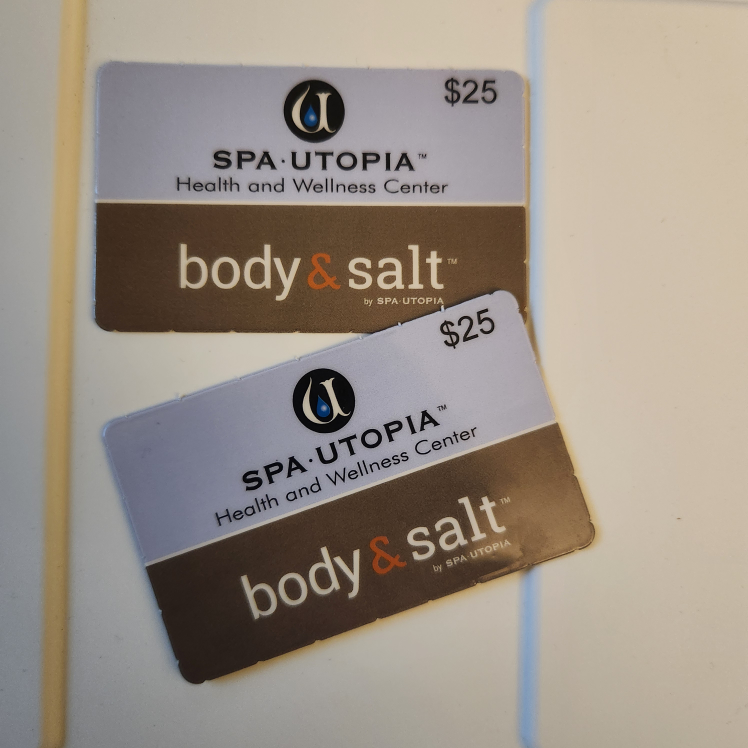 $25
SPA·UTOPIA™
Health and Wellness Center
body & salt™
by SPA·UTOPIA
$25
SPA·UTOPIA™
Health and Wellness Center
body & salt™
by SPA·UTOPIA